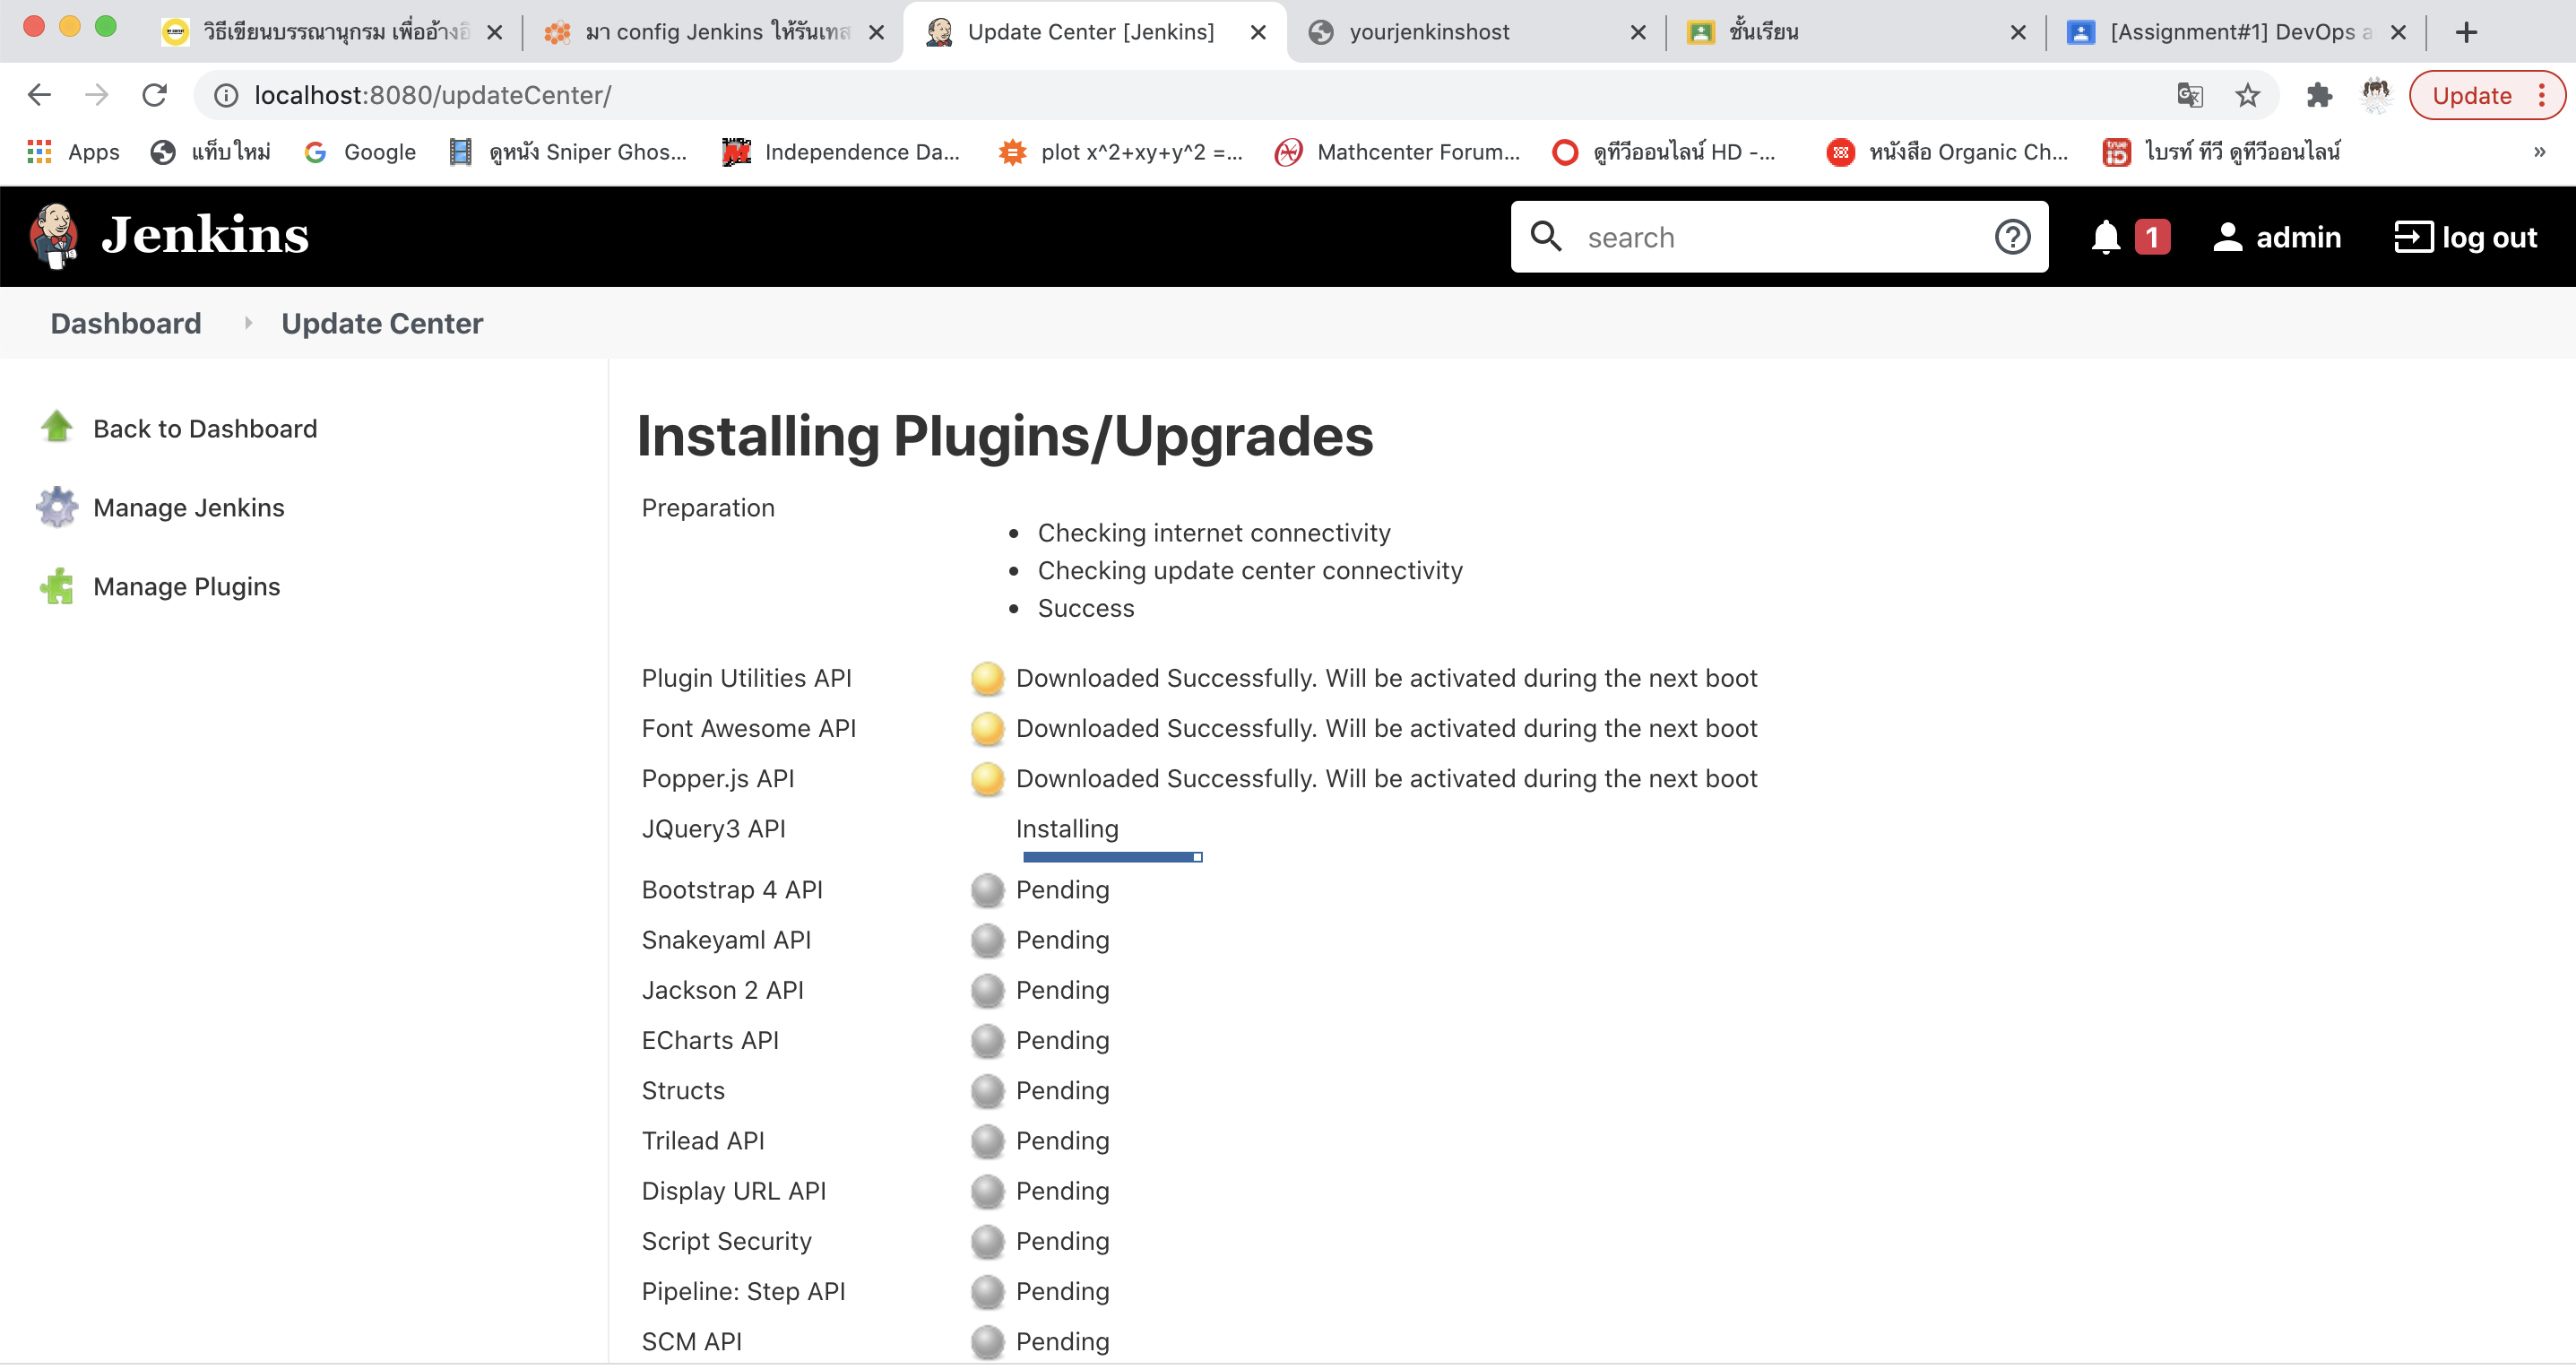 วิธีเขียนบรรณานุกรม เพื่ออ้างอิ
มา config Jenkins ให้รันเทส
Update Center [Jenkins]
yourjenkinshost
ชั้นเรียน
[Assignment#1] DevOps a
localhost:8080/updateCenter/
Update
Apps
แท็บใหม่
Google
ดูหนัง Sniper Ghos...
Independence Da...
plot x^2+xy+y^2 =...
Mathcenter Forum...
ดูทีวีออนไลน์ HD -...
หนังสือ Organic Ch...
ไบรท์ ทีวี ดูทีวีออนไลน์
»
Jenkins
search
1
admin
log out
Dashboard
Update Center
Back to Dashboard
Manage Jenkins
Manage Plugins
Installing Plugins/Upgrades
Preparation
Checking internet connectivity
Checking update center connectivity
Success
Plugin Utilities API Downloaded Successfully. Will be activated during the next boot
Font Awesome API Downloaded Successfully. Will be activated during the next boot
Popper.js API Downloaded Successfully. Will be activated during the next boot
JQuery3 API Installing
Bootstrap 4 API Pending
Snakeyaml API Pending
Jackson 2 API Pending
ECharts API Pending
Structs Pending
Trilead API Pending
Display URL API Pending
Script Security Pending
Pipeline: Step API Pending
SCM API Pending